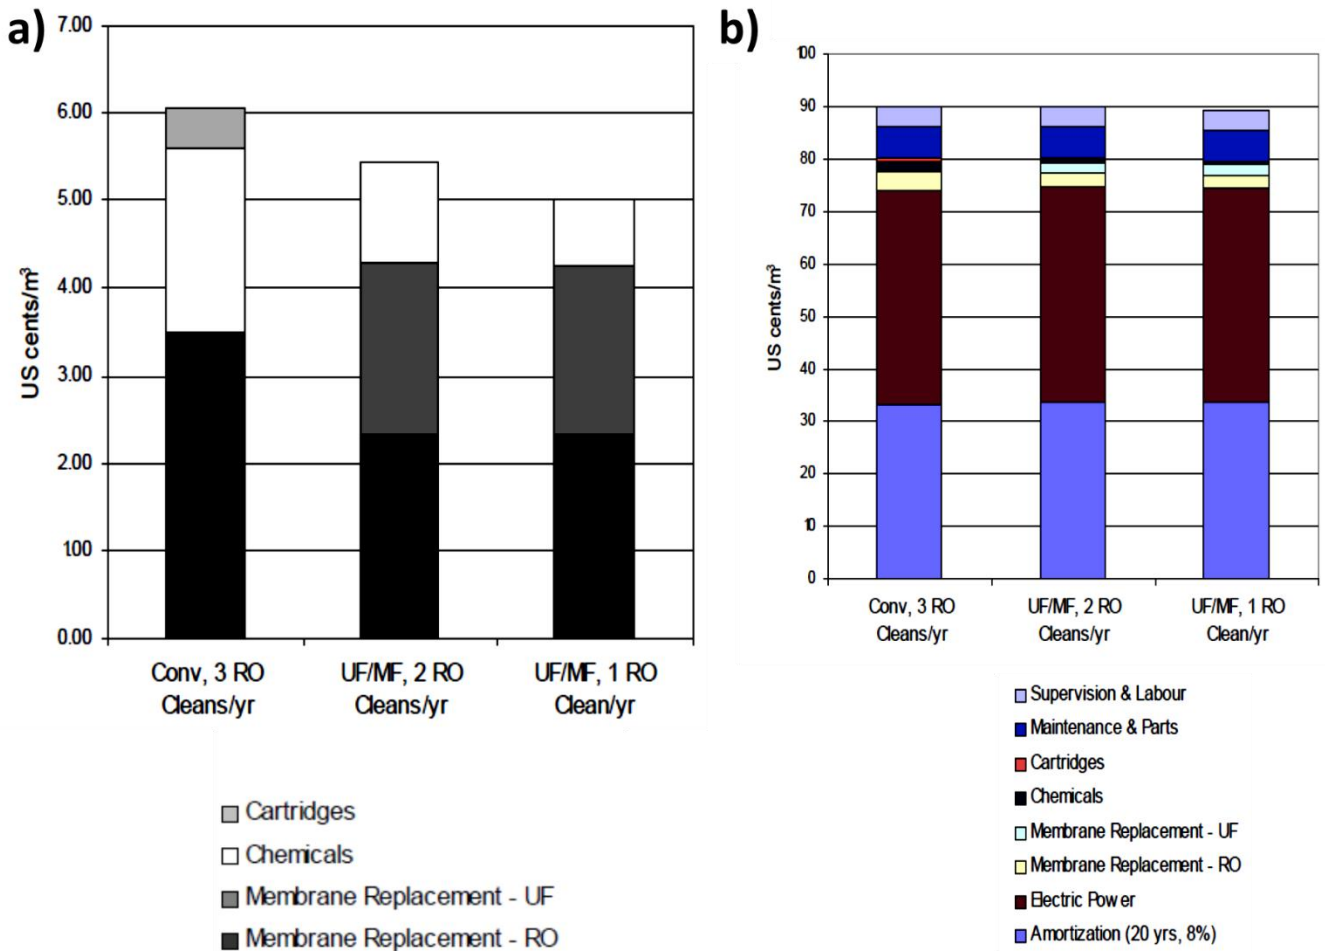 a)
7.00
6.00
5.00
4.00
3.00
2.00
100
0.00
US cents/m³
Conv, 3 RO
Cleans/yr
UF/MF, 2 RO
Cleans/yr
UF/MF, 1 RO
Clean/yr
Cartridges
Chemicals
Membrane Replacement - UF
Membrane Replacement - RO
b)
100
90
80
70
60
50
40
30
20
10
0
US cents/m³
Conv, 3 RO
Cleans/yr
UF/MF, 2 RO
Cleans/yr
UF/MF, 1 RO
Clean/yr
Supervision & Labour
Maintenance & Parts
Cartridges
Chemicals
Membrane Replacement - UF
Membrane Replacement - RO
Electric Power
Amortization (20 yrs, 8%)